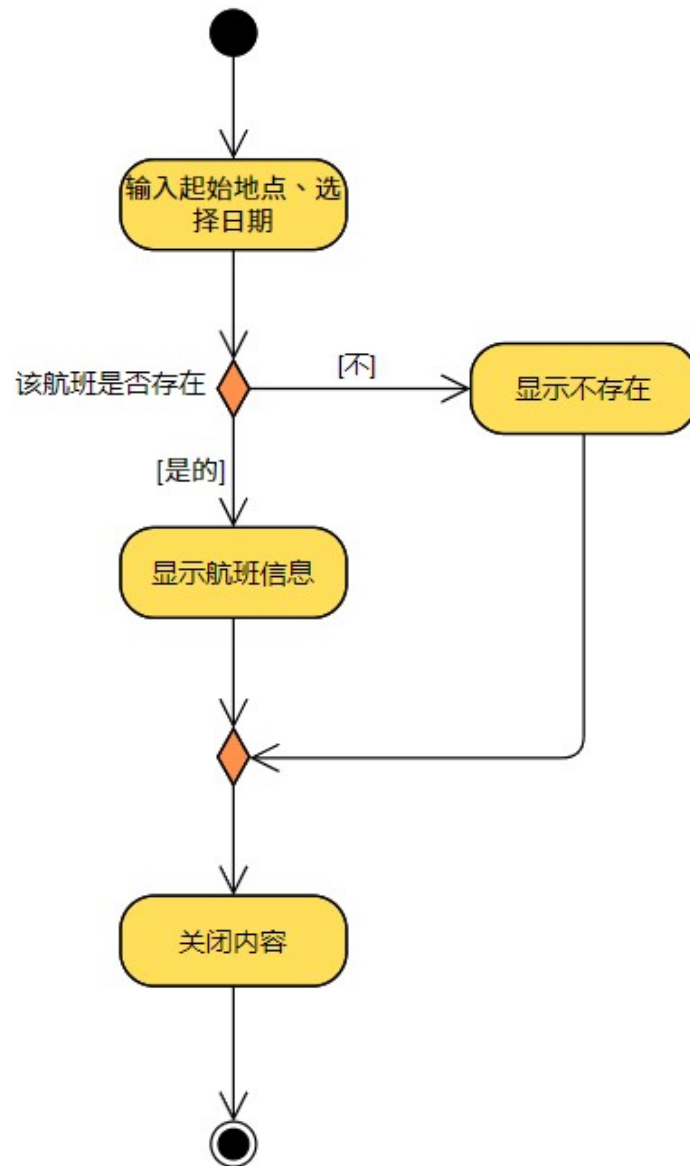 输入起始地点、选
择日期
该航班是否存在
[不]
显示不存在
[是的]
显示航班信息
关闭内容